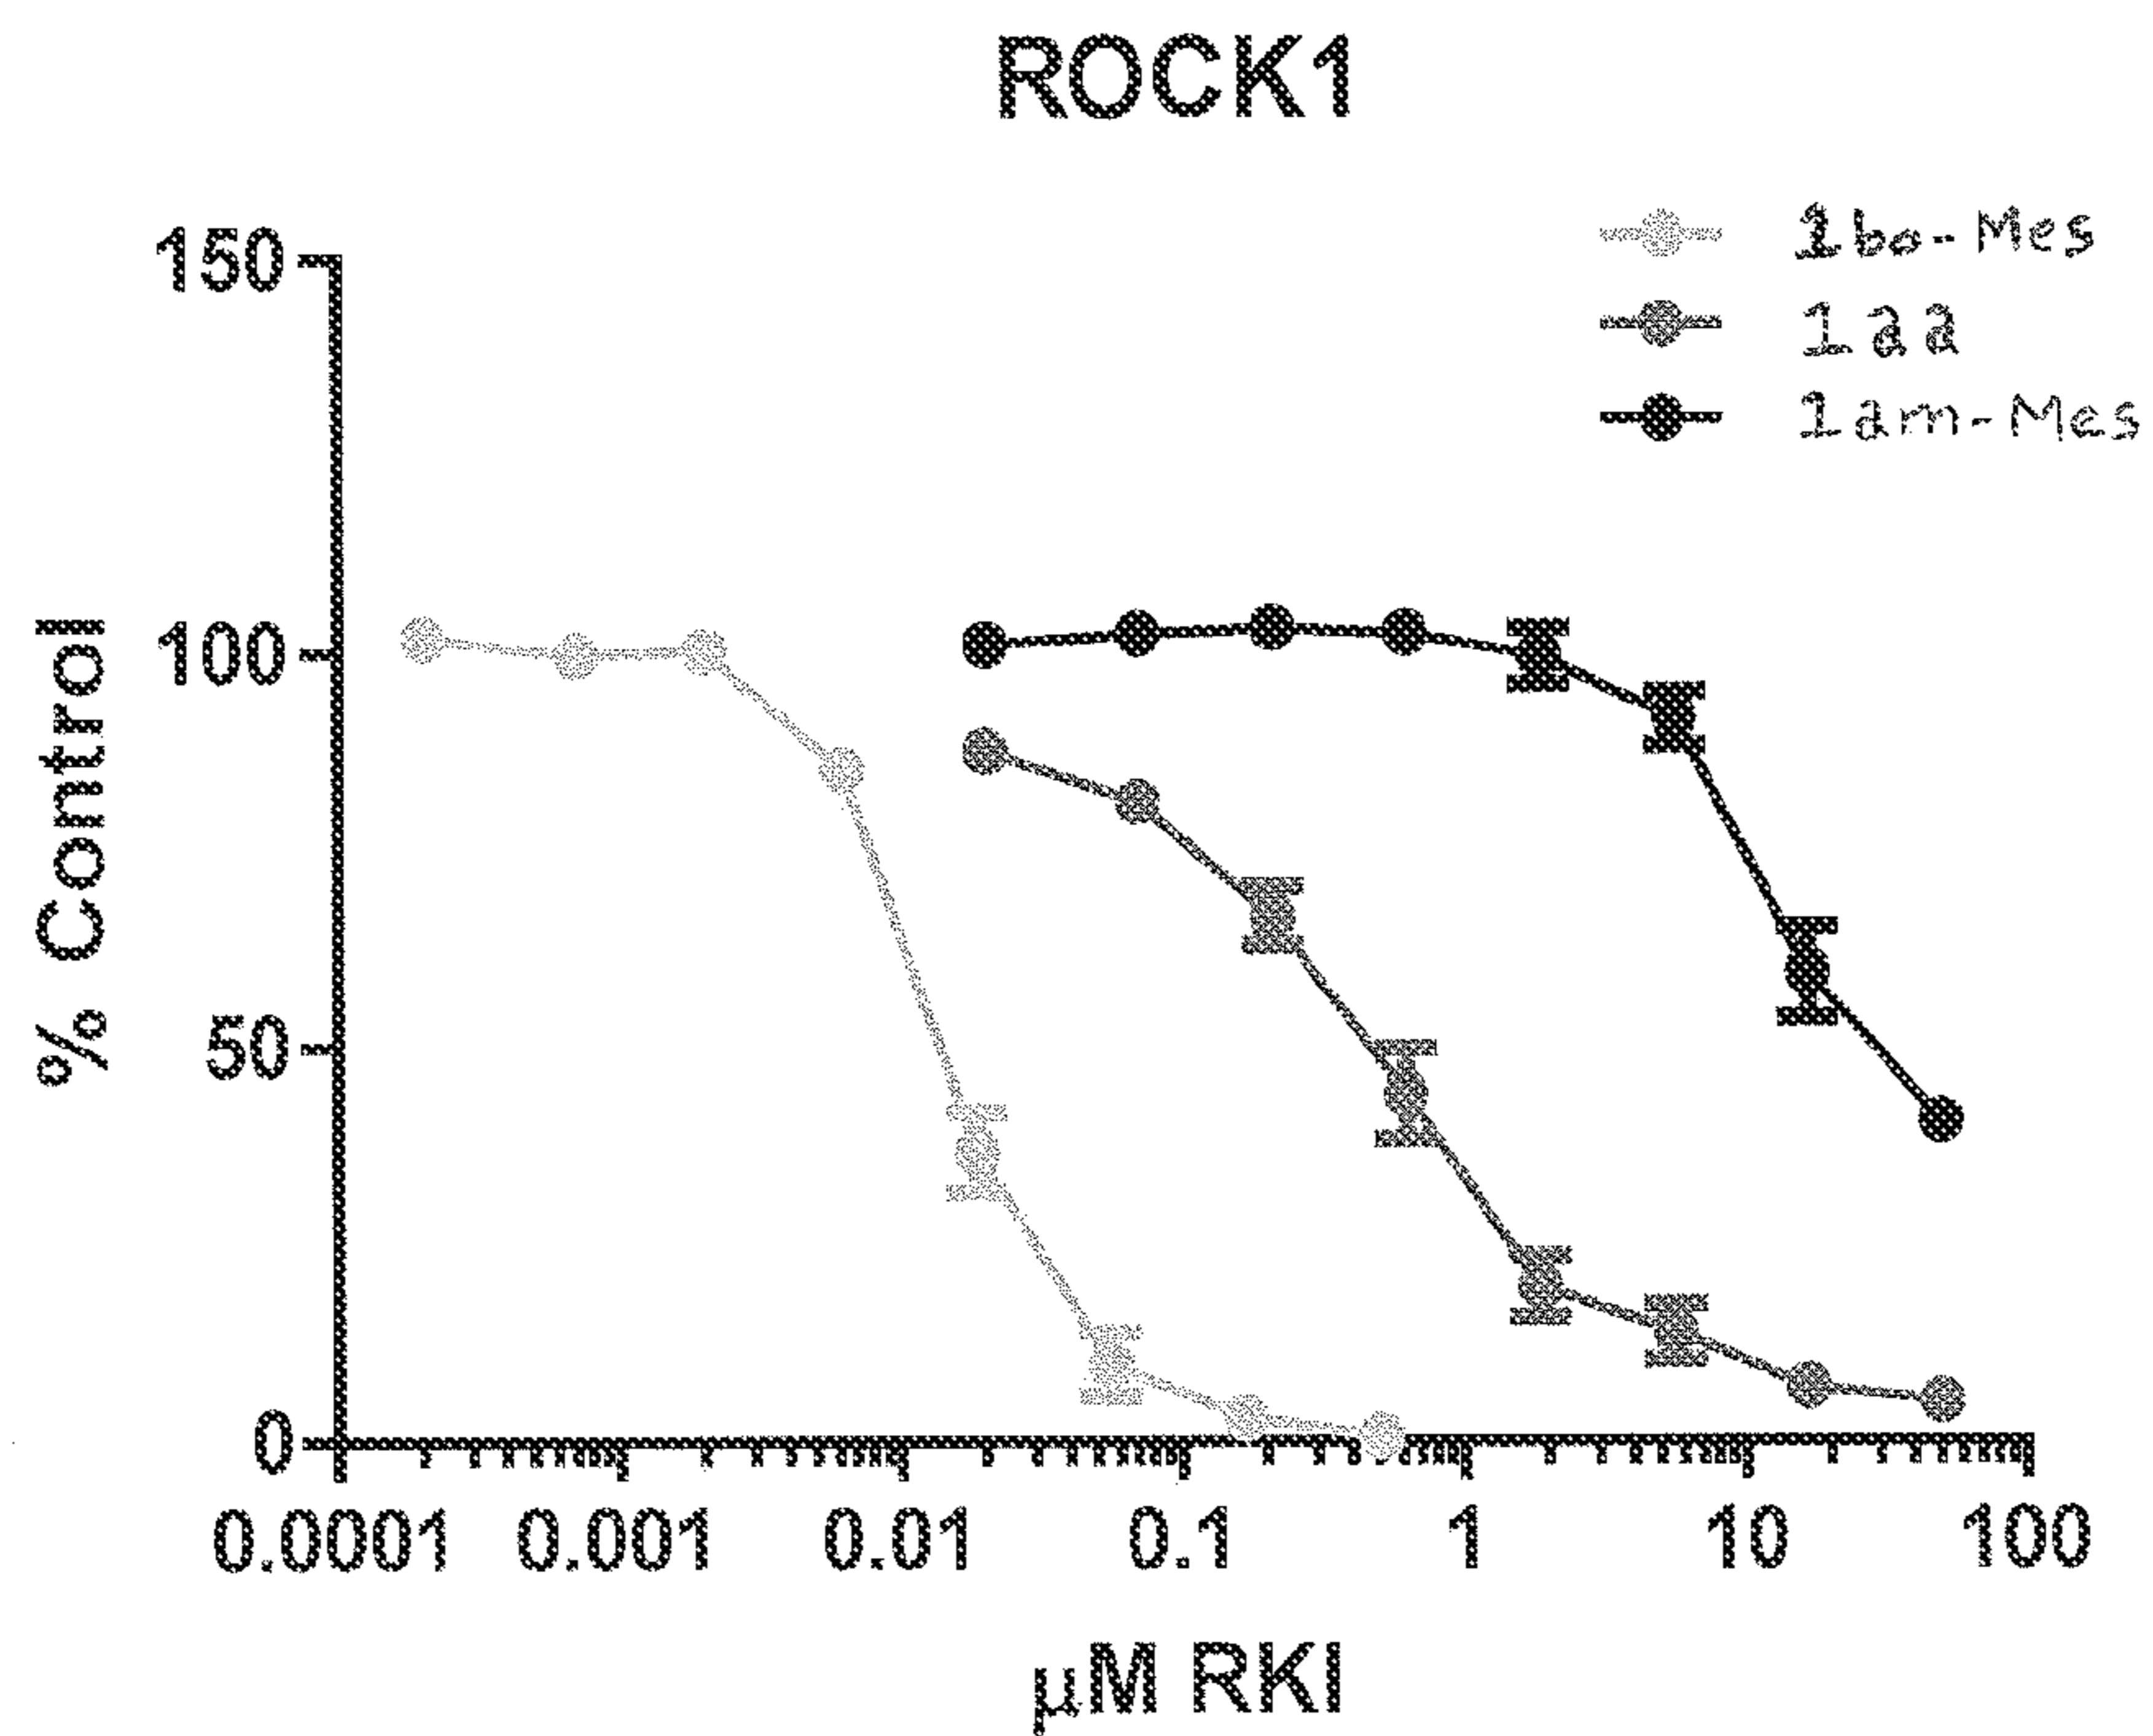 ROCK1
1bo-Mes
1aa
1am-Mes
% Control
150
100
50
0
0.0001 0.001 0.01 0.1 1 10 100
μM RKI